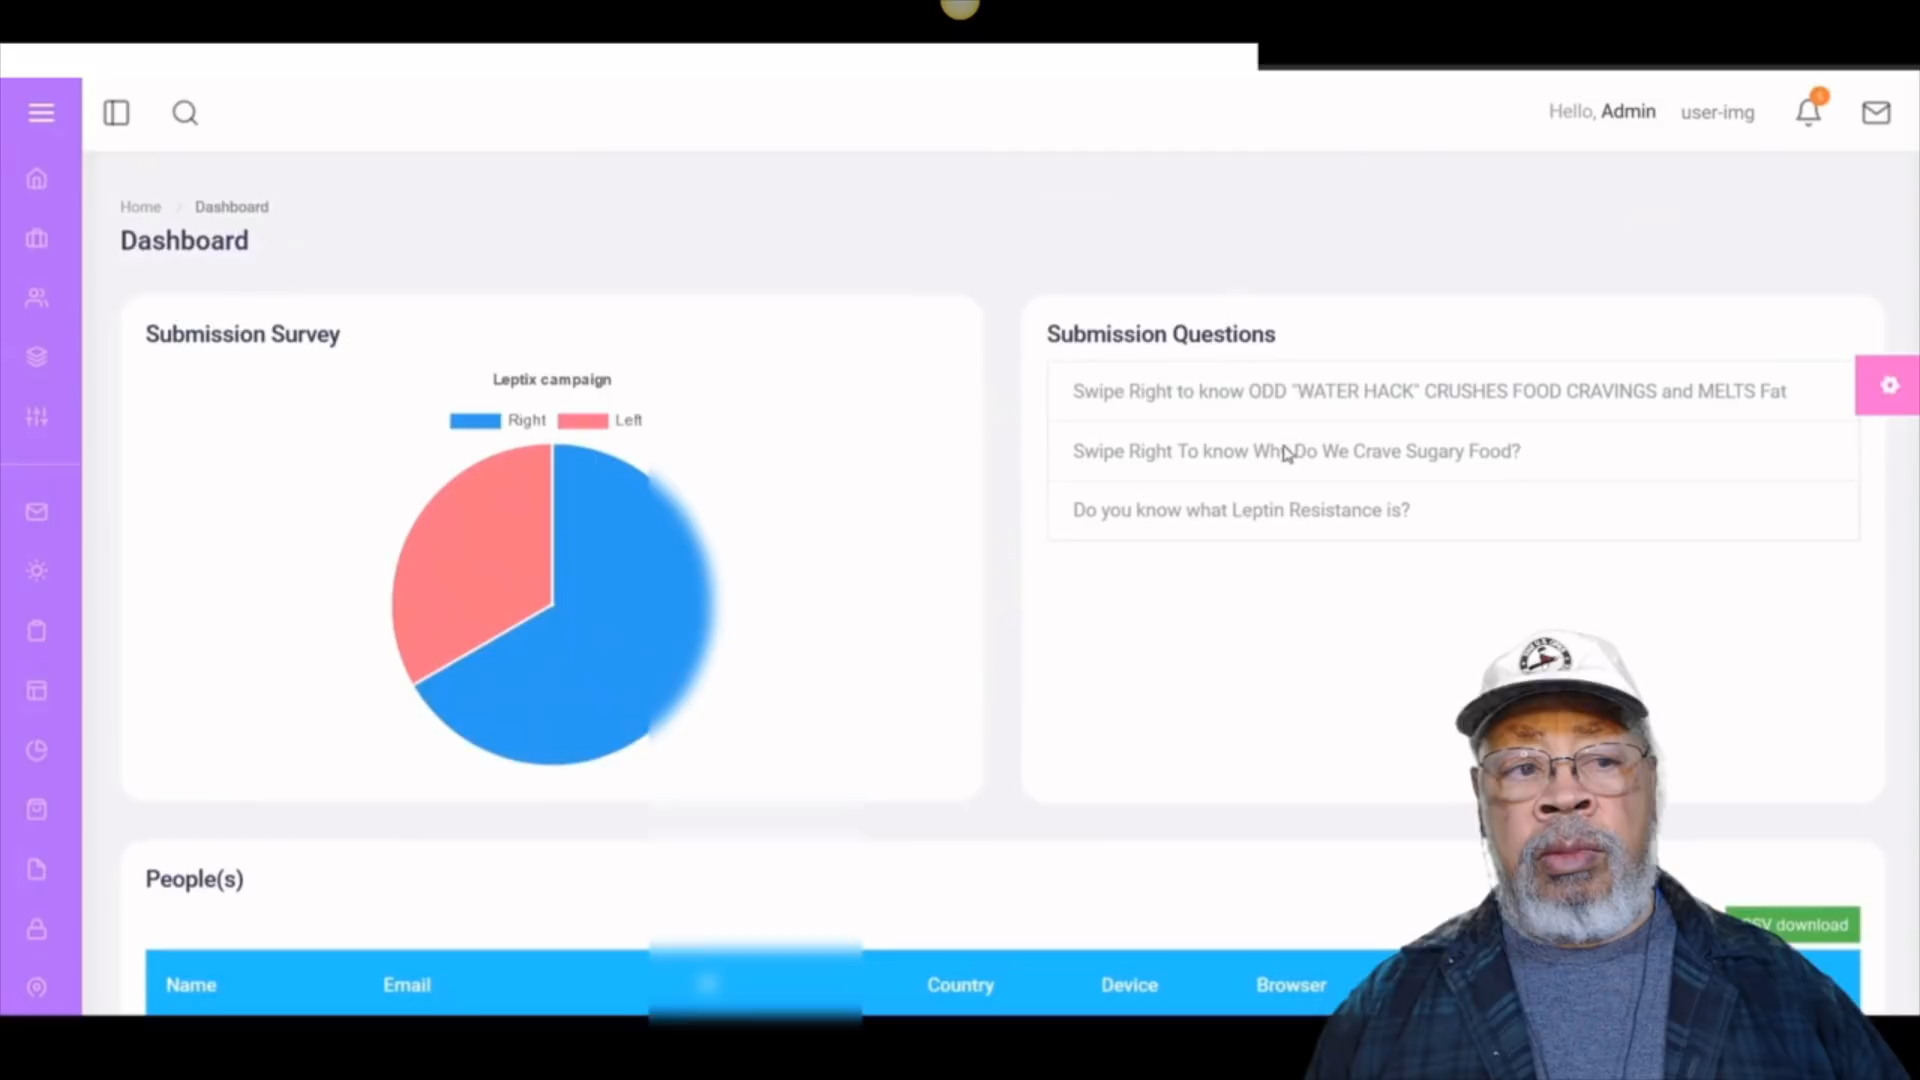 Hello, Admin user-img
Home Dashboard
Dashboard
Submission Survey
Leptix campaign
Right Left
Submission Questions
Swipe Right to know ODD "WATER HACK" CRUSHES FOOD CRAVINGS and MELTS Fat
Swipe Right To know Why Do We Crave Sugary Food?
Do you know what Leptin Resistance is?
People(s)
CSV download
Name Email Country Device Browser